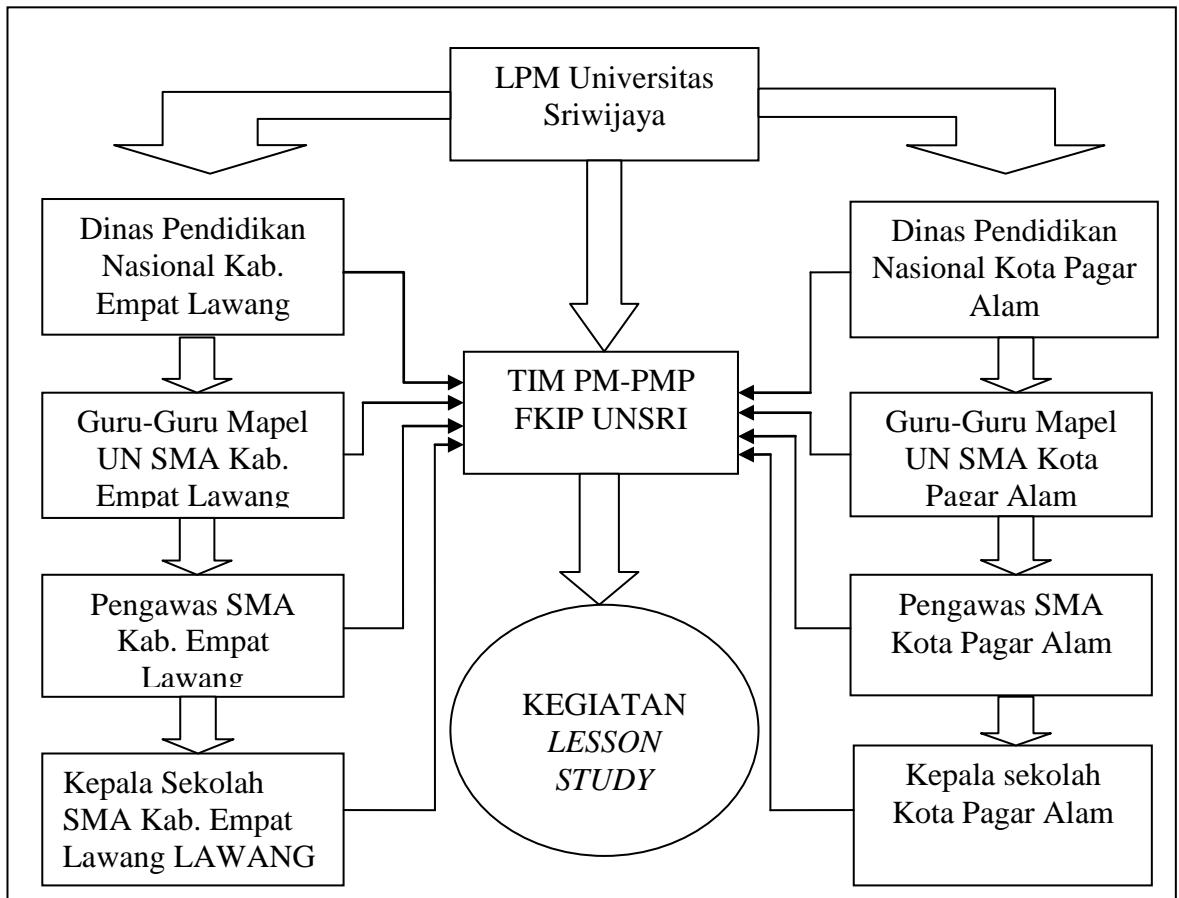 LPM Universitas
Sriwijaya
Dinas Pendidikan
Nasional Kab.
Empat Lawang
Dinas Pendidikan
Nasional Kota Pagar
Alam
TIM PM-PMP
FKIP UNSRI
Guru-Guru Mapel
UN SMA Kab.
Empat Lawang
Guru-Guru Mapel
UN SMA Kota
Pagar Alam
Pengawas SMA
Kab. Empat
Lawang
Pengawas SMA
Kota Pagar Alam
KEGIATAN
LESSON
STUDY
Kepala Sekolah
SMA Kab. Empat
Lawang LAWANG
Kepala sekolah
Kota Pagar Alam